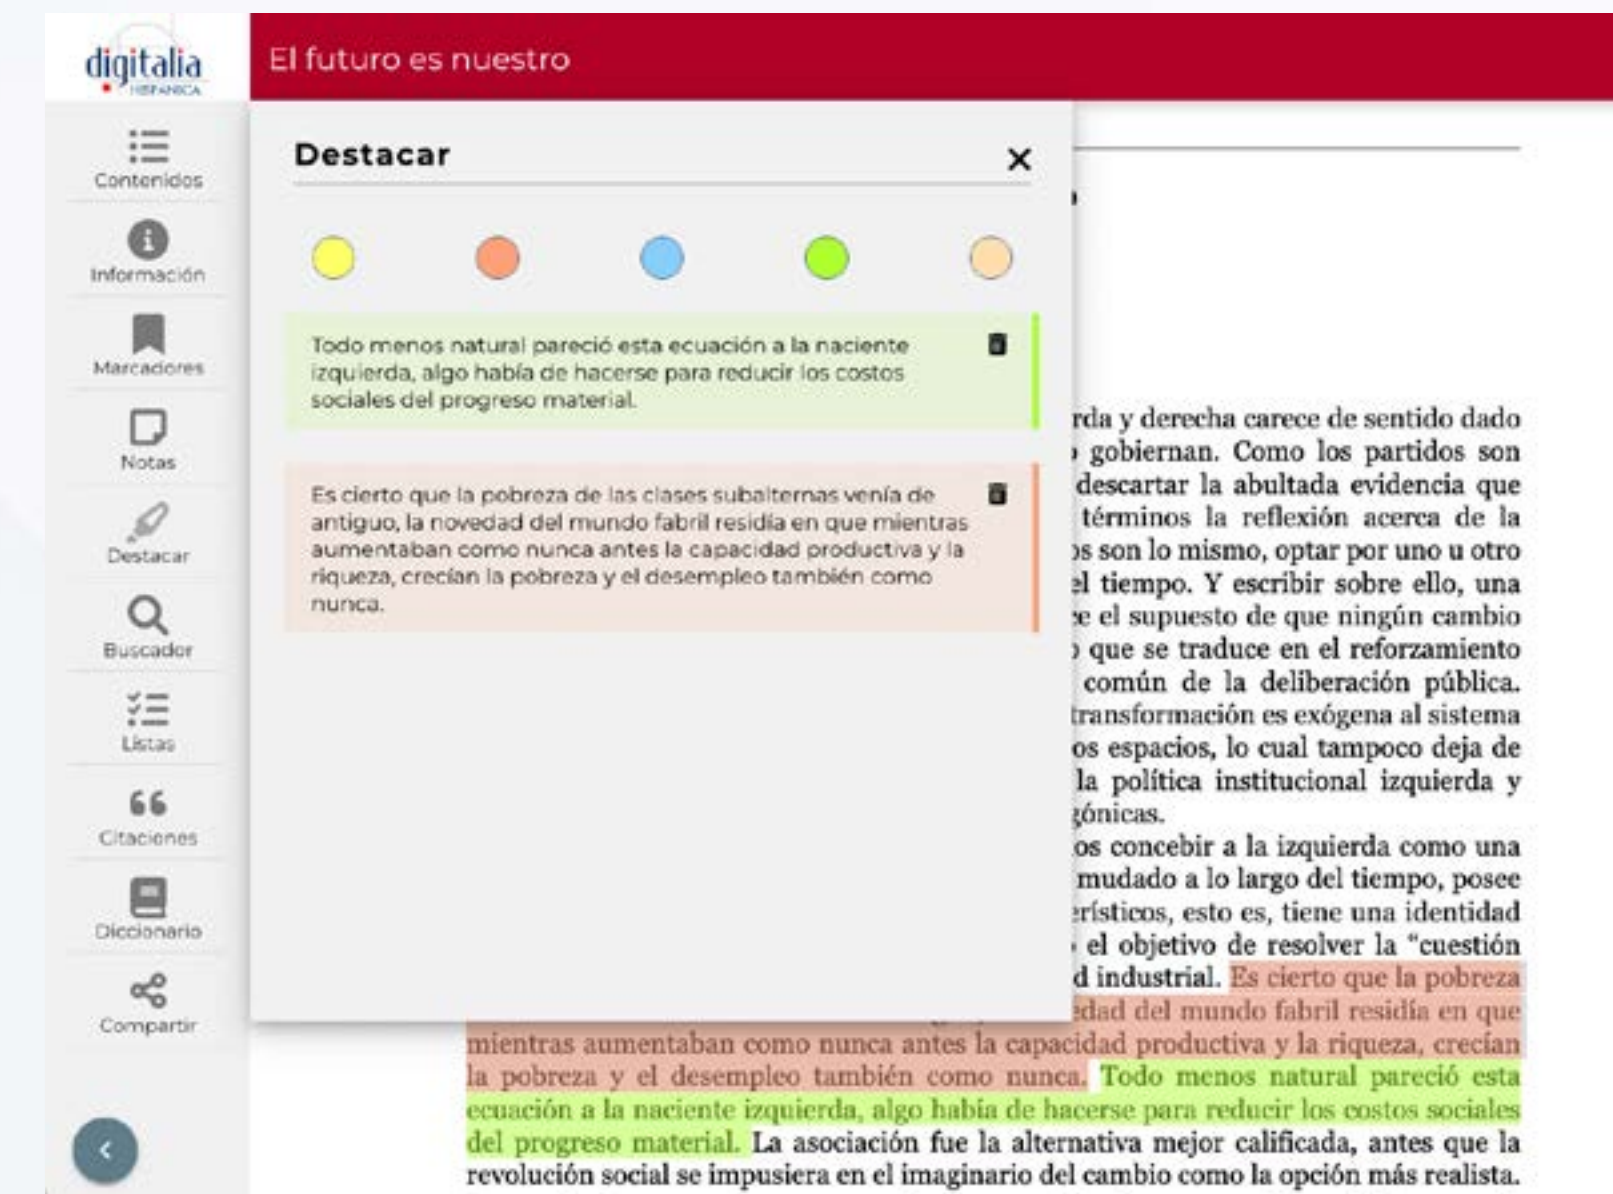 digitalia
HISPANICA
El futuro es nuestro
Contenidos
Información
Marcadores
Notas
Destacar
Buscador
Listas
Citaciones
Diccionario
Compartir
Destacar
Todo menos natural pareció esta ecuación a la naciente
izquierda, algo había de hacerse para reducir los costos
sociales del progreso material.
Es cierto que la pobreza de las clases subalternas venía de
antiguo, la novedad del mundo fabril residía en que mientras
aumentaban como nunca antes la capacidad productiva y la
riqueza, crecían la pobreza y el desempleo también como
nunca.
rda y derecha carece de sentido dado
gobiernan. Como los partidos son
descartar la abultada evidencia que
términos la reflexión acerca de la
os son lo mismo, optar por uno u otro
el tiempo. Y escribir sobre ello, una
e el supuesto de que ningún cambio
que se traduce en el reforzamiento
común de la deliberación pública.
transformación es exógena al sistema
os espacios, lo cual tampoco deja de
la política institucional izquierda y
gónicas.
os concebir a la izquierda como una
mudado a lo largo del tiempo, posee
erísticos, esto es, tiene una identidad
el objetivo de resolver la “cuestión
d industrial. Es cierto que la pobreza
edad del mundo fabril residía en que
mientras aumentaban como nunca antes la capacidad productiva y la riqueza, crecían
la pobreza y el desempleo también como nunca. Todo menos natural pareció esta
ecuación a la naciente izquierda, algo había de hacerse para reducir los costos sociales
del progreso material. La asociación fue la alternativa mejor calificada, antes que la
revolución social se impusiera en el imaginario del cambio como la opción más realista.